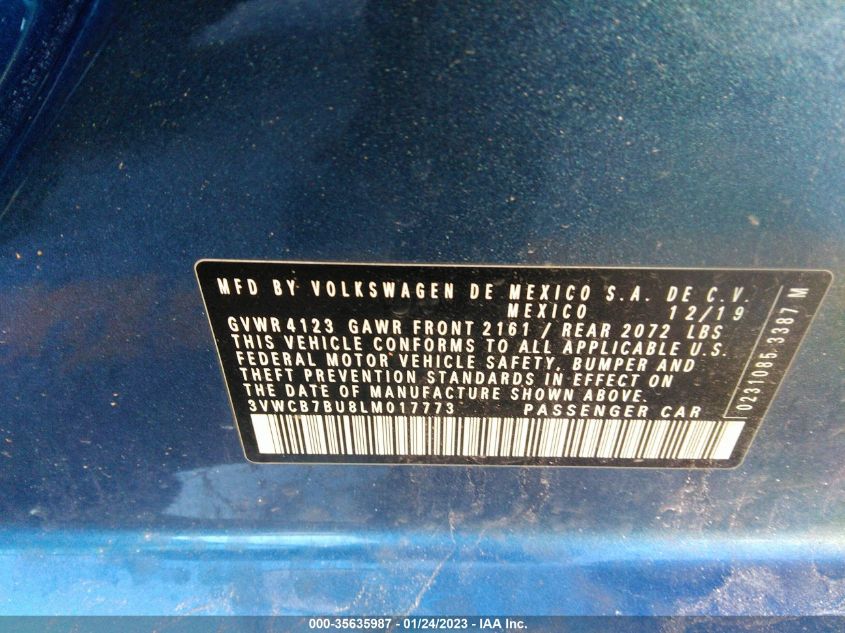 MFD BY VOLKSWAGEN DE MEXICO S.A. DE C.V.
MEXICO 12/19
GVWR 4123 GAWR FRONT 2161 / REAR 2072 LBS
THIS VEHICLE CONFORMS TO ALL APPLICABLE U.S.
FEDERAL MOTOR VEHICLE SAFETY, BUMPER AND
THEFT PREVENTION STANDARDS IN EFFECT ON
THE DATE OF MANUFACTURE SHOWN ABOVE.
3VWCB7BU8LM017773 PASSENGER CAR
0231085.3387 M
000-35635987 - 01/24/2023 - IAA Inc.